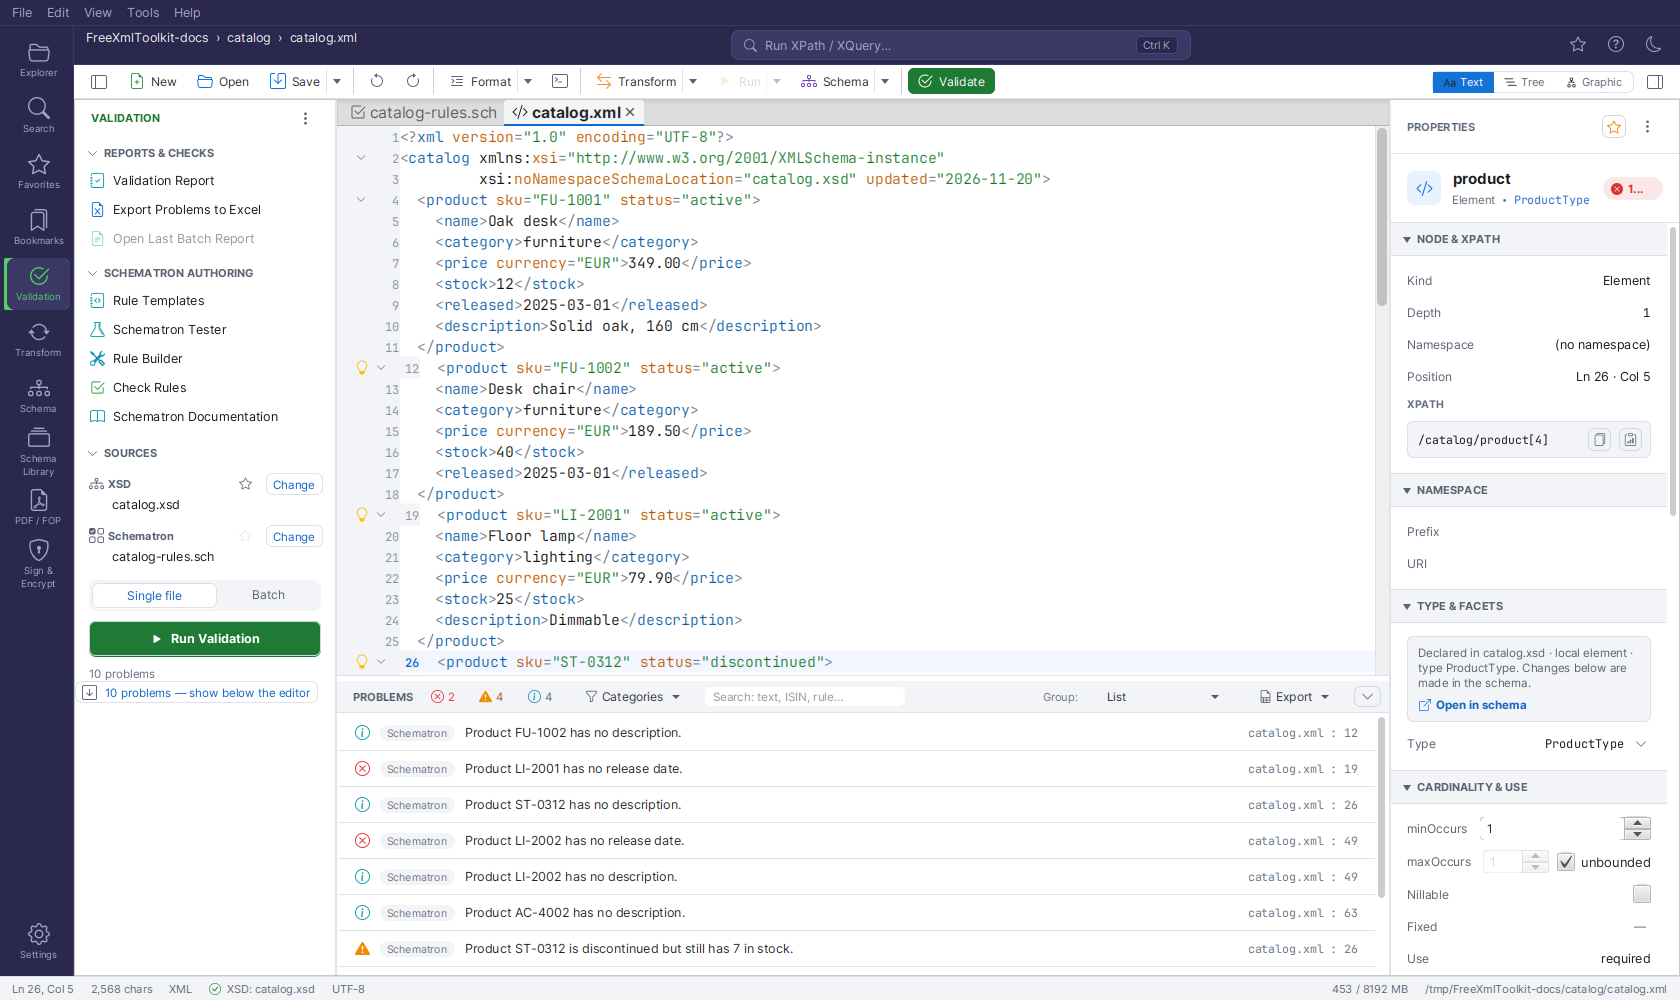 File Edit View Tools Help
FreeXmlToolkit-docs › catalog › catalog.xml
Run XPath / XQuery... Ctrl K
New Open Save Format Transform Run Schema Validate Aa Text Tree Graphic
Explorer
Search
Favorites
Bookmarks
Validation
Transform
Schema
Schema
Library
PDF / FOP
Sign &
Encrypt
Settings
VALIDATION
REPORTS & CHECKS
Validation Report
Export Problems to Excel
Open Last Batch Report
SCHEMATRON AUTHORING
Rule Templates
Schematron Tester
Rule Builder
Check Rules
Schematron Documentation
SOURCES
XSD Change
catalog.xsd
Schematron Change
catalog-rules.sch
Single file Batch
Run Validation
10 problems
10 problems — show below the editor
catalog-rules.sch </> catalog.xml ×
1 <?xml version="1.0" encoding="UTF-8"?>
2 <catalog xmlns:xsi="http://www.w3.org/2001/XMLSchema-instance"
3 xsi:noNamespaceSchemaLocation="catalog.xsd" updated="2026-11-20">
4 <product sku="FU-1001" status="active">
5 <name>Oak desk</name>
6 <category>furniture</category>
7 <price currency="EUR">349.00</price>
8 <stock>12</stock>
9 <released>2025-03-01</released>
10 <description>Solid oak, 160 cm</description>
11 </product>
12 <product sku="FU-1002" status="active">
13 <name>Desk chair</name>
14 <category>furniture</category>
15 <price currency="EUR">189.50</price>
16 <stock>40</stock>
17 <released>2025-03-01</released>
18 </product>
19 <product sku="LI-2001" status="active">
20 <name>Floor lamp</name>
21 <category>lighting</category>
22 <price currency="EUR">79.90</price>
23 <stock>25</stock>
24 <description>Dimmable</description>
25 </product>
26 <product sku="ST-0312" status="discontinued">
PROBLEMS 2 4 4 Categories Search: text, ISIN, rule... Group: List Export
Schematron Product FU-1002 has no description. catalog.xml : 12
Schematron Product LI-2001 has no release date. catalog.xml : 19
Schematron Product ST-0312 has no description. catalog.xml : 26
Schematron Product LI-2002 has no release date. catalog.xml : 49
Schematron Product LI-2002 has no description. catalog.xml : 49
Schematron Product AC-4002 has no description. catalog.xml : 63
Schematron Product ST-0312 is discontinued but still has 7 in stock. catalog.xml : 26
PROPERTIES
</> product 1...
Element • ProductType
NODE & XPATH
Kind Element
Depth 1
Namespace (no namespace)
Position Ln 26 · Col 5
XPATH
/catalog/product[4]
NAMESPACE
Prefix
URI
TYPE & FACETS
Declared in catalog.xsd · local element ·
type ProductType. Changes below are
made in the schema.
Open in schema
Type ProductType
CARDINALITY & USE
minOccurs 1
maxOccurs 1 unbounded
Nillable
Fixed —
Use required
Ln 26, Col 5 2,568 chars XML XSD: catalog.xsd UTF-8 453 / 8192 MB /tmp/FreeXmlToolkit-docs/catalog/catalog.xml